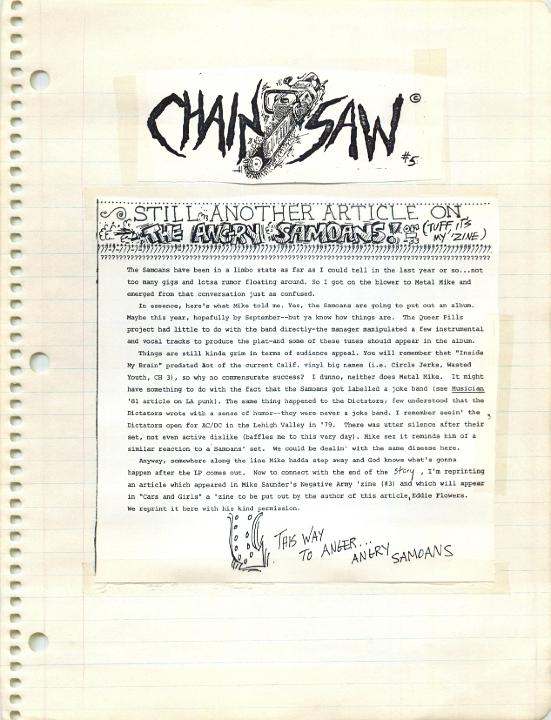 CHAIN SAW ©
#5
STILL ANOTHER ARTICLE ON
THE ANGRY SAMOANS! (TUFF, IT'S
MY 'ZINE)
The Samoans have been in a limbo state as far as I could tell in the last year or so...not
too many gigs and lotsa rumor floating around. So I got on the blower to Metal Mike and
emerged from that conversation just as confused.
In essence, here's what Mike told me. Yes, the Samoans are going to put out an album.
Maybe this year, hopefully by September--but ya know how things are. The Queer Pills
project had little to do with the band directly-the manager manipulated a few instrumental
and vocal tracks to produce the plat-and some of these tunes should appear in the album.
Things are still kinda grim in terms of audience appeal. You will remember that "Inside
My Brain" predated &ot of the current Calif. vinyl big names (i.e. Circle Jerks, Wasted
Youth, CH 3), so why no commensurate success? I dunno, neither does Metal Mike. It might
have something to do with the fact that the Samoans got labelled a joke band (see Musician
'81 article on LA punk). The same thing happened to the Dictators; few understood that the
Dictators wrote with a sense of humor--they were never a joke band. I remember seein' the
Dictators open for AC/DC in the Lehigh Valley in '79. There was utter silence after their
set, not even active dislike (baffles me to this very day). Mike sez it reminds him of a
similar reaction to a Samoans' set. We could be dealin' with the same disease here.
Anyway, somewhere along the line Mike hadda step away and God knows what's gonna
happen after the LP comes out. Now to connect with the end of the story, I'm reprinting
an article which appeared in Mike Saunder's Negative Army 'zine (#3) and which will appear
in "Cars and Girls" a 'zine to be put out by the author of this article, Eddie Flowers.
We reprint it here with his kind permission.
THIS WAY
TO ANGER...
ANGRY SAMOANS